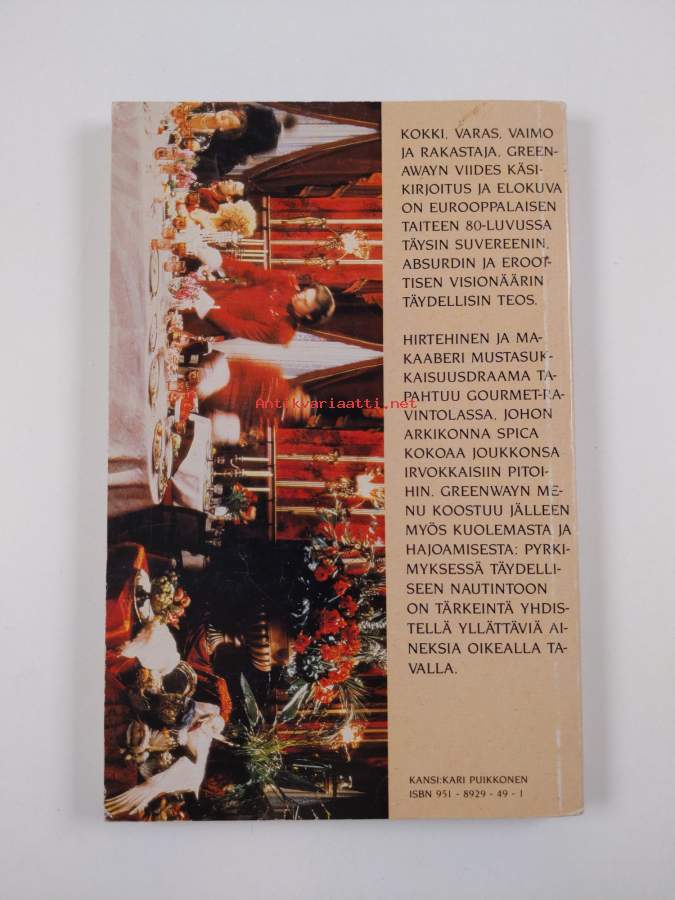 KOKKI, VARAS, VAIMO
JA RAKASTAJA, GREEN-
AWAYN VIIDES KÄSI-
KIRJOITUS JA ELOKUVA
ON EUROOPPALAISEN
TAITEEN 80-LUVUSSA
TÄYSIN SUVEREENIN,
ABSURDIN JA EROOT-
TISEN VISIONÄÄRIN
TÄYDELLISIN TEOS.
HIRTEHINEN JA MA-
KAABERI MUSTASUK-
KAISUUSDRAAMA TA-
PAHTUU GOURMET-RA-
VINTOLASSA, JOHON
Antikvariaatti.net
ARKIKONNA SPICA
KOKOAA JOUKKONSA
IRVOKKAISIIN PITOI-
HIN. GREENWAYN ME-
NU KOOSTUU JÄLLEEN
MYÖS KUOLEMASTA JA
HAJOAMISESTA: PYRKI-
MYKSESSÄ TÄYDELLI-
SEEN NAUTINTOON
ON TÄRKEINTÄ YHDIS-
TELLÄ YLLÄTTÄVIÄ AI-
NEKSIA OIKEALLA TA-
VALLA.
KANSI:KARI PUIKKONEN
ISBN 951 - 8929 - 49 - 1